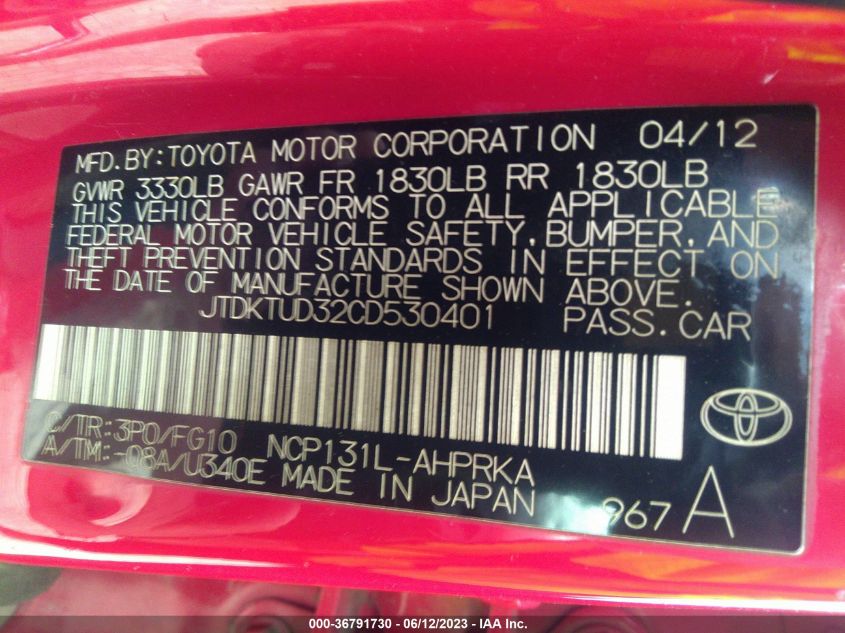 MFD.BY:TOYOTA MOTOR CORPORATION 04/12
GVWR 3330LB GAWR FR 1830LB RR 1830LB
THIS VEHICLE CONFORMS TO ALL APPLICABLE
FEDERAL MOTOR VEHICLE SAFETY,BUMPER,AND
THEFT PREVENTION STANDARDS IN EFFECT ON
THE DATE OF MANUFACTURE SHOWN ABOVE.
JTDKTUD32CD530401 PASS.CAR
C/TR:3P0/FG10 NCP131L-AHPRKA
A/TM:-08A/U340E MADE IN JAPAN 967 A
000-36791730 - 06/12/2023 - IAA Inc.